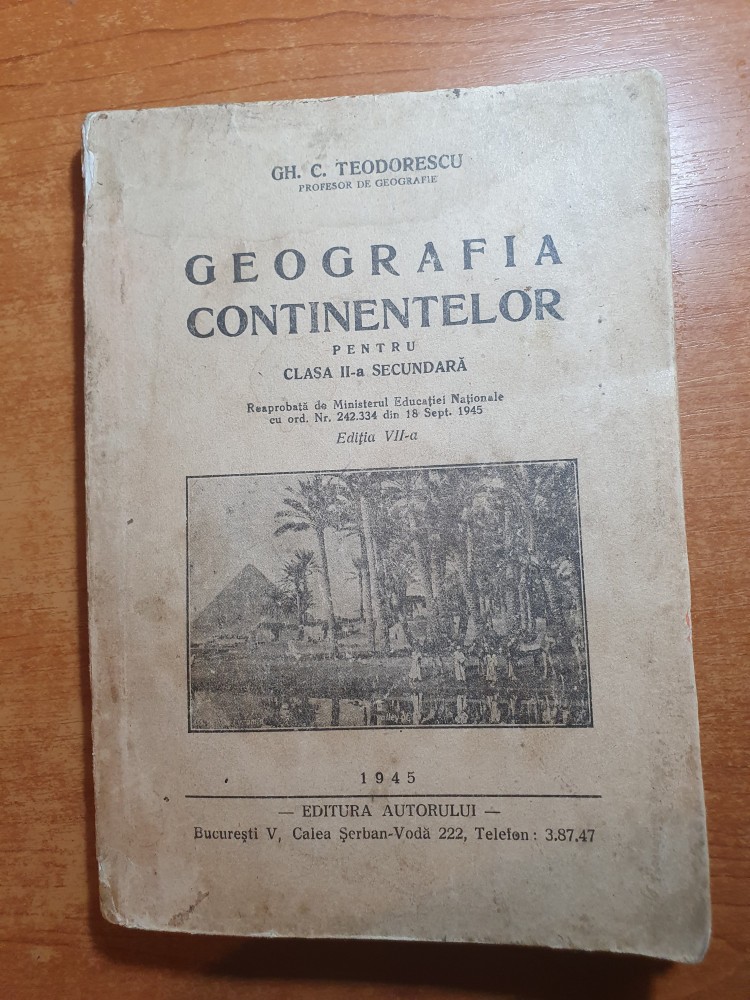 GH. C. TEODORESCU
PROFESOR DE GEOGRAFIE
GEOGRAFIA
CONTINENTELOR
PENTRU
CLASA II-a SECUNDARĂ
Reaprobată de Ministerul Educației Naționale
cu ord. Nr. 242.334 din 18 Sept. 1945
Ediția VII-a
1945
— EDITURA AUTORULUI —
București V, Calea Șerban-Vodă 222, Telefon: 3.87.47